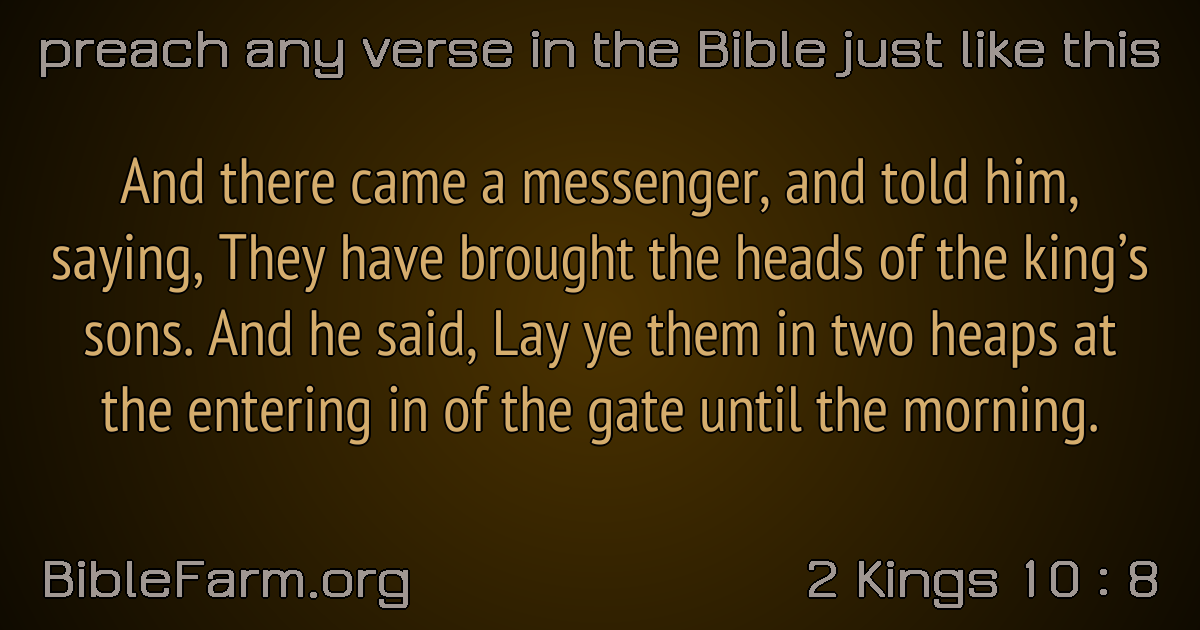 preach any verse in the Bible just like this
And there came a messenger, and told him,
saying, They have brought the heads of the king’s
sons. And he said, Lay ye them in two heaps at
the entering in of the gate until the morning.
BibleFarm.org
2 Kings 10 : 8